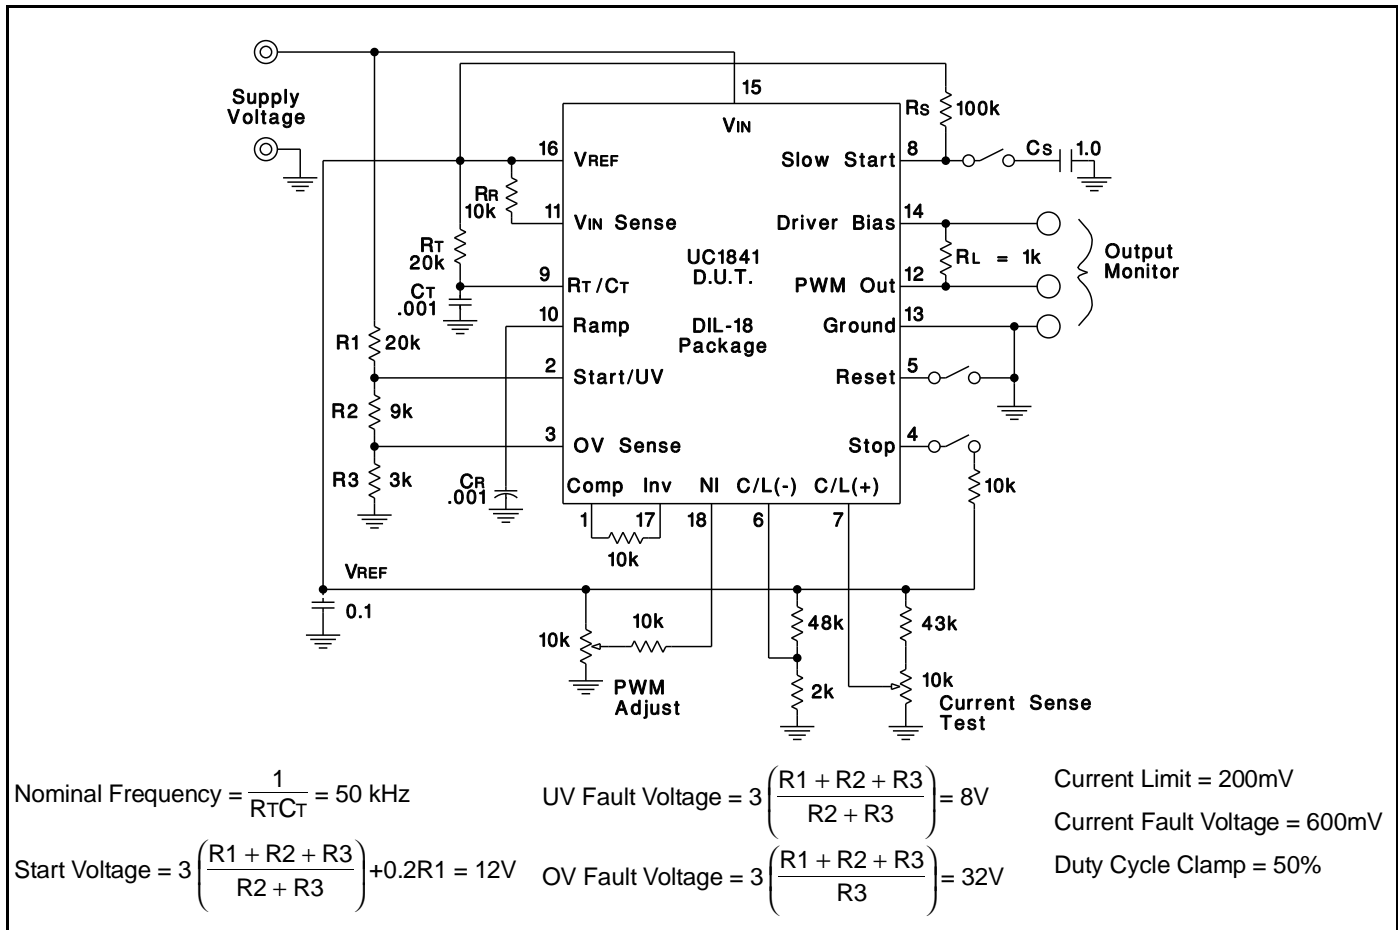 15
Supply
Voltage
VIN
RS 100k
16 VREF
Slow Start 8
CS 1.0
RR
10k
11 VIN Sense
Driver Bias 14
RT
20k
UC1841
D.U.T.
RL = 1k
Output
Monitor
9 RT/CT
PWM Out 12
CT
.001
10 Ramp
DIL-18
Package
Ground 13
R1 20k
2 Start/UV
Reset 5
R2 9k
3 OV Sense
Stop 4
R3 3k
CR
.001
Comp Inv NI C/L(-) C/L(+)
10k
1 17 18 6 7
10k
VREF
0.1
10k
10k
48k
43k
PWM
Adjust
2k
10k
Current Sense
Test
Nominal Frequency = 1 / RTCT = 50 kHz
UV Fault Voltage = 3 (R1 + R2 + R3 / R2 + R3) = 8V
Current Limit = 200mV
Current Fault Voltage = 600mV
Start Voltage = 3 (R1 + R2 + R3 / R2 + R3) +0.2R1 = 12V
OV Fault Voltage = 3 (R1 + R2 + R3 / R3) = 32V
Duty Cycle Clamp = 50%